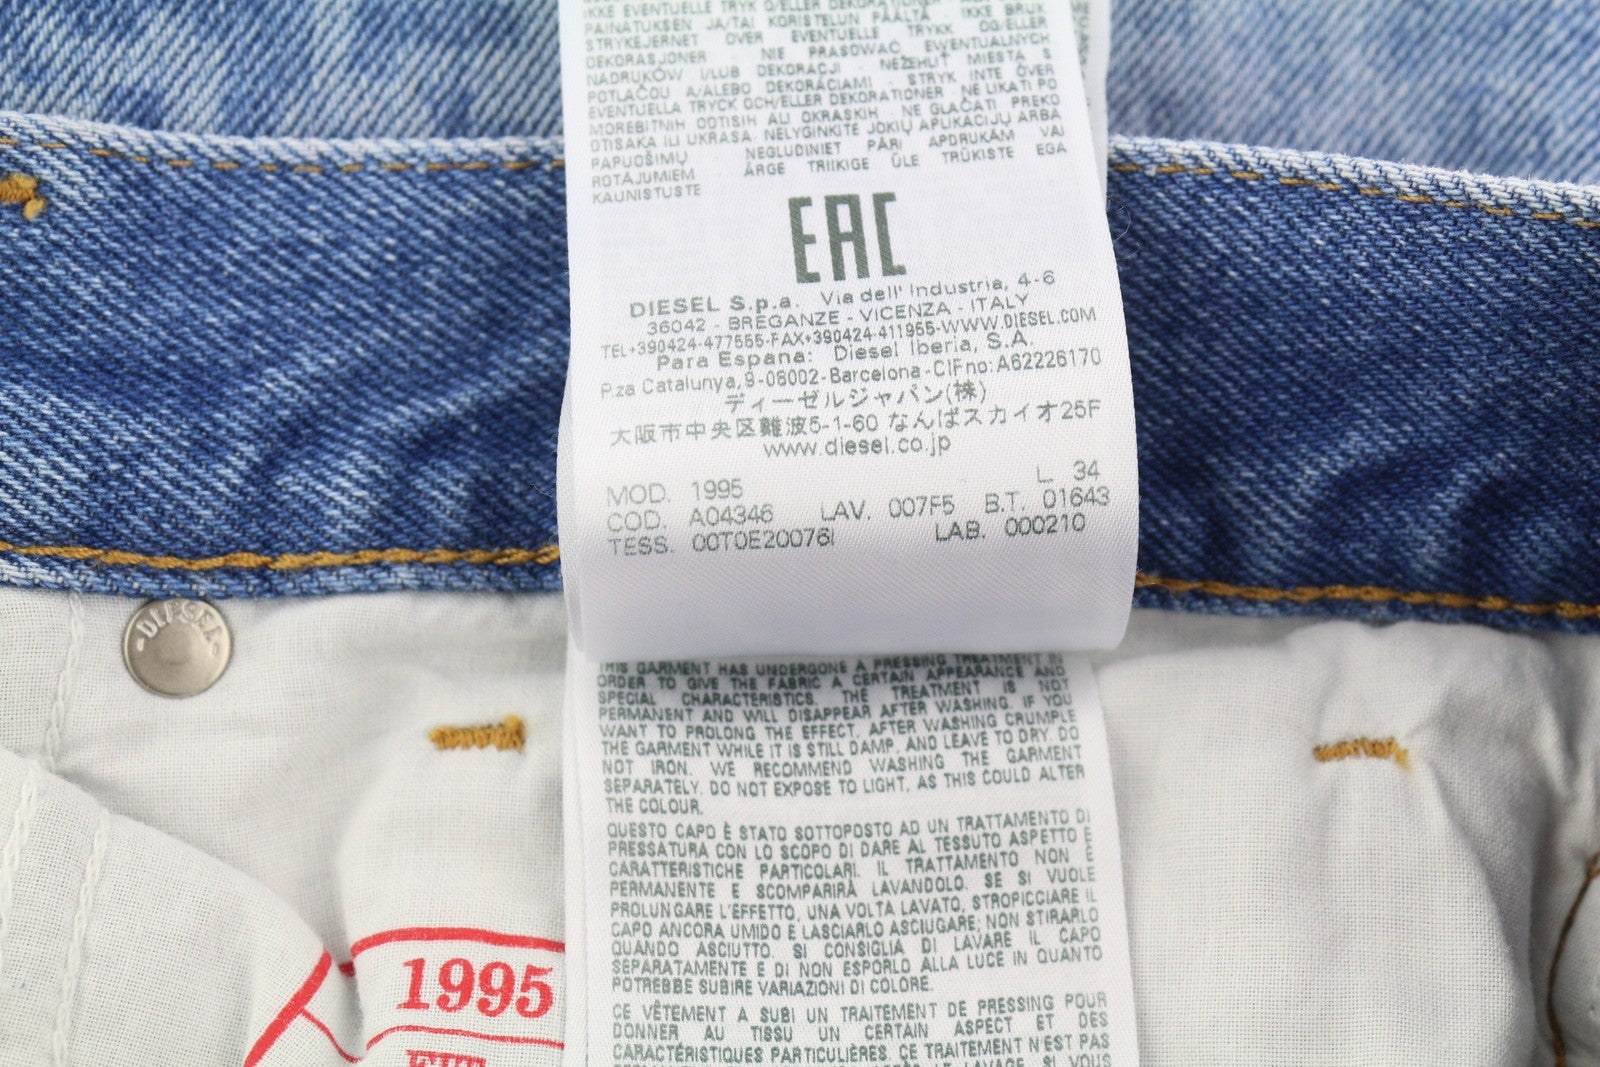 IKKE EVENTUELLE TRYK O/ELLER DEKORATIONER
PAINATUKSEN JA/TAI KORISTELUN PÄÄLTÄ - IKKE BRUK
STRYKEJERNET OVER EVENTUELLE TRYKK OG/ELLER
DEKORASJONER - NIE PRASOWAĆ EWENTUALNYCH
NADRUKÓW I/LUB DEKORACJI - NEŽEHLIŤ MIESTA S
POTLAČOU A/ALEBO DEKORÁCIAMI - STRYK INTE ÖVER
EVENTUELLA TRYCK OCH/ELLER DEKORATIONER - NE LIKATI PO
MOREBITNIH ODTISIH ALI OKRASKIH - NE GLAČATI PREKO
OTISAKA ILI UKRASA. NELYGINKITE JOKIŲ APLIKACIJŲ ARBA
PAPUOŠIMŲ NEGLUDINIET PĀRI APDRUKĀM VAI
ROTĀJUMIEM ÄRGE TRIIKIGE ÜLE TRÜKISTE EGA
KAUNISTUSTE
EAC
DIESEL S.p.a. Via dell' Industria, 4-6
36042 - BREGANZE - VICENZA - ITALY
TEL+390424-477555-FAX+390424-411955-WWW.DIESEL.COM
Para Espana: Diesel Iberia, S.A.
P.za Catalunya,9-08002-Barcelona-CIFno:A62226170
ディーゼルジャパン(株)
大阪市中央区難波5-1-60 なんばスカイオ25F
www.diesel.co.jp
MOD. 1995 L. 34
COD. A04346 LAV. 007F5 B.T. 01643
TESS. 00T0E20076I LAB. 000210
DIESEL
THIS GARMENT HAS UNDERGONE A PRESSING TREATMENT IN
ORDER TO GIVE THE FABRIC A CERTAIN APPEARANCE AND
SPECIAL CHARACTERISTICS. THE TREATMENT IS NOT
PERMANENT AND WILL DISAPPEAR AFTER WASHING. IF YOU
WANT TO PROLONG THE EFFECT, AFTER WASHING CRUMPLE
THE GARMENT WHILE IT IS STILL DAMP, AND LEAVE TO DRY. DO
NOT IRON. WE RECOMMEND WASHING THE GARMENT
SEPARATELY. DO NOT EXPOSE TO LIGHT, AS THIS COULD ALTER
THE COLOUR.
QUESTO CAPO È STATO SOTTOPOSTO AD UN TRATTAMENTO DI
PRESSATURA CON LO SCOPO DI DARE AL TESSUTO ASPETTO E
CARATTERISTICHE PARTICOLARI. IL TRATTAMENTO NON È
PERMANENTE E SCOMPARIRÀ LAVANDOLO. SE SI VUOLE
PROLUNGARE L'EFFETTO, UNA VOLTA LAVATO, STROPICCIARE IL
CAPO ANCORA UMIDO E LASCIARLO ASCIUGARE; NON STIRARLO
QUANDO ASCIUTTO. SI CONSIGLIA DI LAVARE IL CAPO
SEPARATAMENTE E DI NON ESPORLO ALLA LUCE IN QUANTO
POTREBBE SUBIRE VARIAZIONI DI COLORE.
CE VÊTEMENT A SUBI UN TRAITEMENT DE PRESSING POUR
DONNER AU TISSU UN CERTAIN ASPECT ET DES
CARACTÉRISTIQUES PARTICULIÈRES. CE TRAITEMENT N'EST PAS
1995